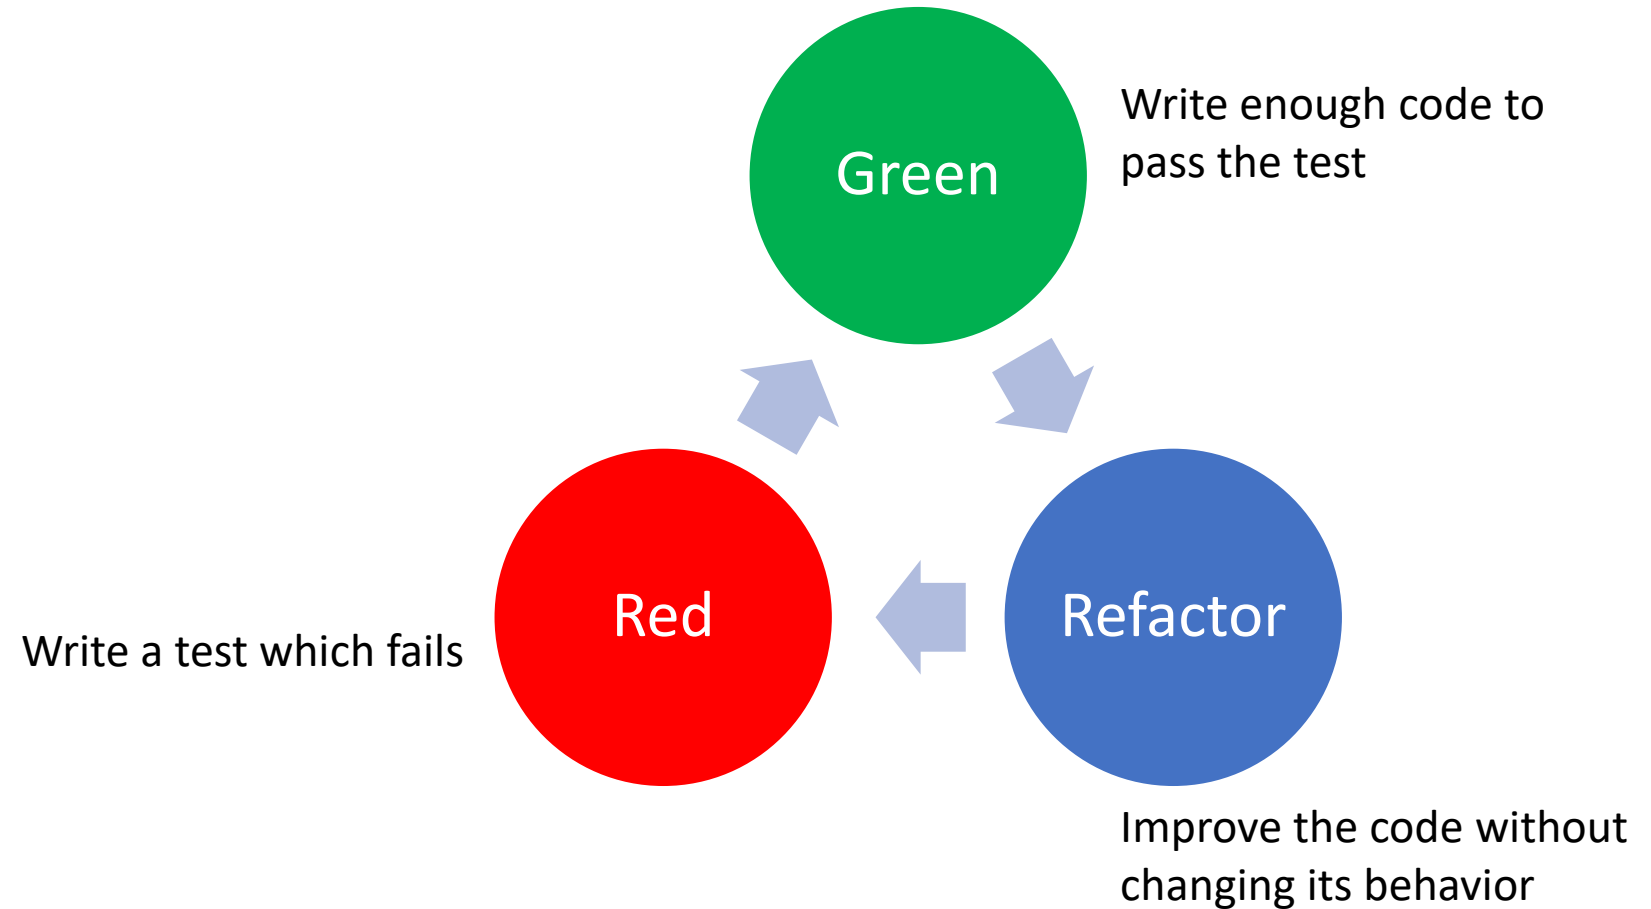 Green
Write enough code to
pass the test
Red
Write a test which fails
Refactor
Improve the code without
changing its behavior